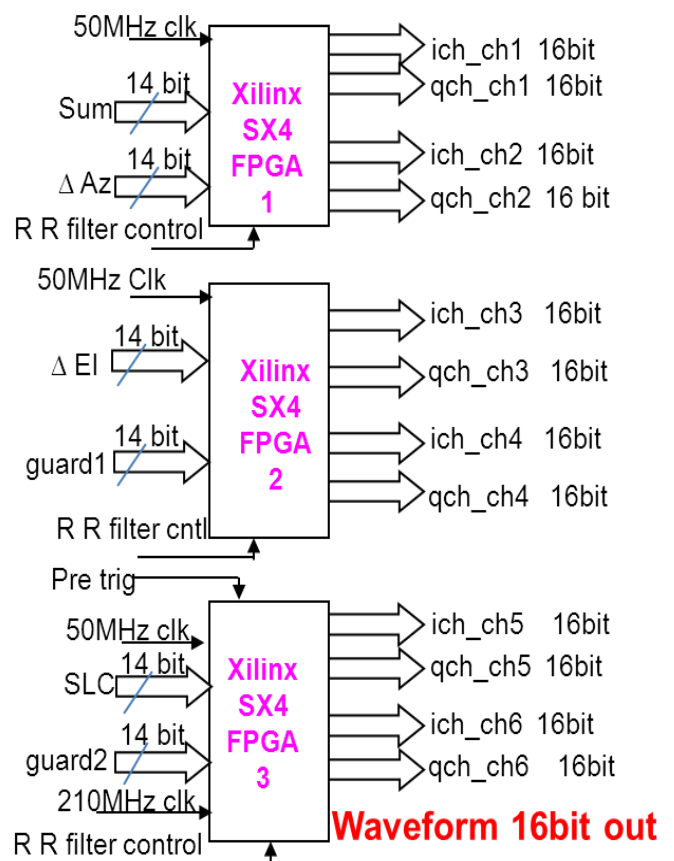 50MHz clk
14 bit
Sum
14 bit
Δ Az
R R filter control
Xilinx
SX4
FPGA
1
ich_ch1 16bit
qch_ch1 16bit
ich_ch2 16bit
qch_ch2 16 bit
50MHz Clk
14 bit
Δ El
14 bit
guard1
R R filter cntl
Xilinx
SX4
FPGA
2
ich_ch3 16bit
qch_ch3 16bit
ich_ch4 16bit
qch_ch4 16bit
Pre trig
50MHz clk
14 bit
SLC
14 bit
guard2
210MHz clk
R R filter control
Xilinx
SX4
FPGA
3
ich_ch5 16bit
qch_ch5 16bit
ich_ch6 16bit
qch_ch6 16bit
Waveform 16bit out